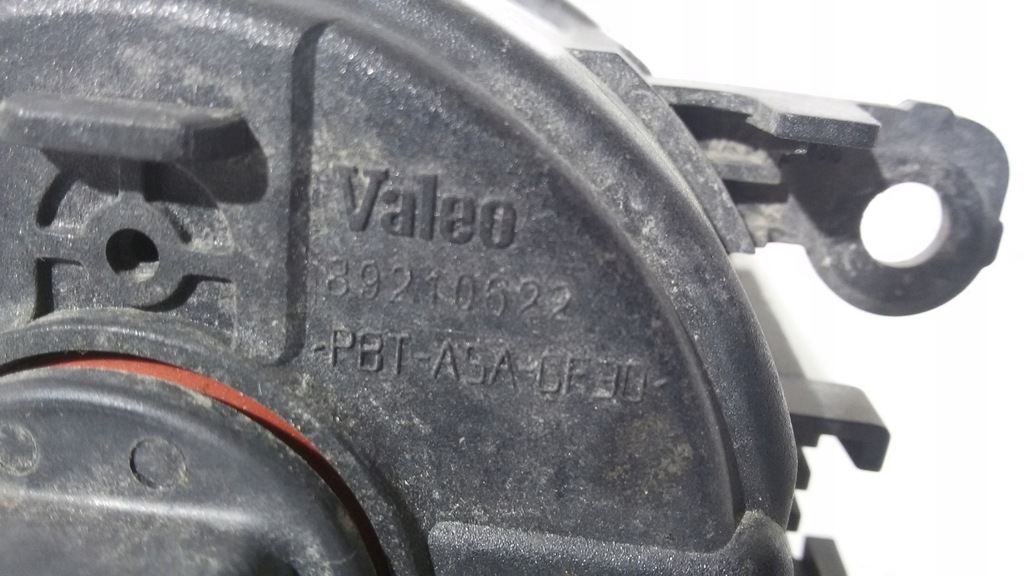 Valeo
89210622
-PBT-ASA-GF30-